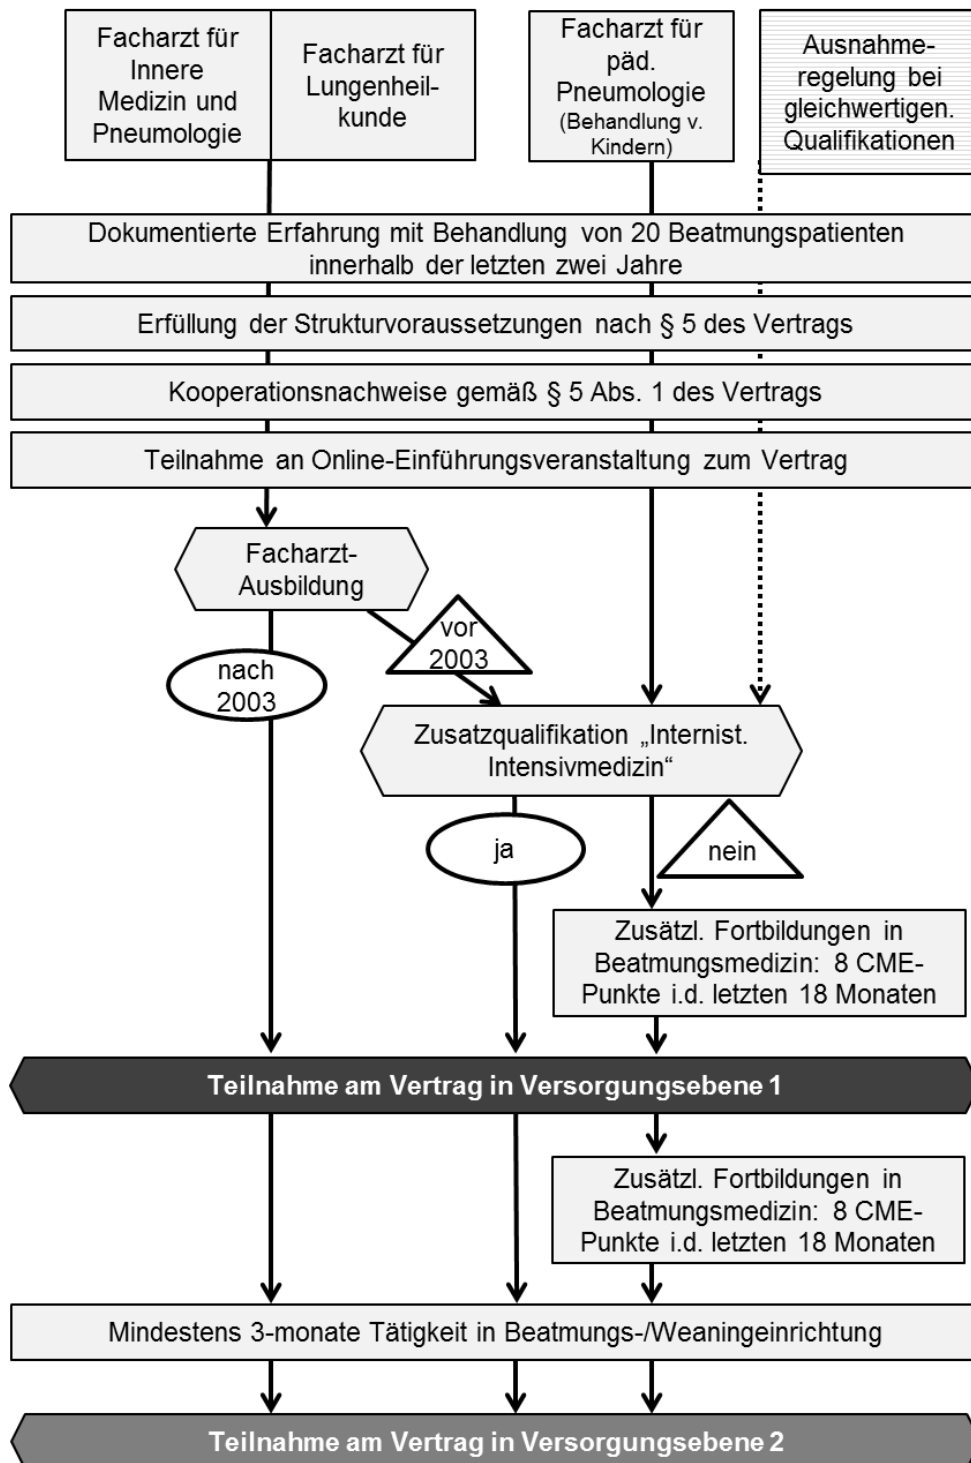 Facharzt für
Innere
Medizin und
Pneumologie
Facharzt für
Lungenheil-
kunde
Facharzt für
päd.
Pneumologie
(Behandlung v.
Kindern)
Ausnahme-
regelung bei
gleichwertigen.
Qualifikationen
Dokumentierte Erfahrung mit Behandlung von 20 Beatmungspatienten
innerhalb der letzten zwei Jahre
Erfüllung der Strukturvoraussetzungen nach § 5 des Vertrags
Kooperationsnachweise gemäß § 5 Abs. 1 des Vertrags
Teilnahme an Online-Einführungsveranstaltung zum Vertrag
Facharzt-
Ausbildung
vor
2003
nach
2003
Zusatzqualifikation „Internist.
Intensivmedizin“
ja
nein
Zusätzl. Fortbildungen in
Beatmungsmedizin: 8 CME-
Punkte i.d. letzten 18 Monaten
Teilnahme am Vertrag in Versorgungsebene 1
Zusätzl. Fortbildungen in
Beatmungsmedizin: 8 CME-
Punkte i.d. letzten 18 Monaten
Mindestens 3-monate Tätigkeit in Beatmungs-/Weaningeinrichtung
Teilnahme am Vertrag in Versorgungsebene 2